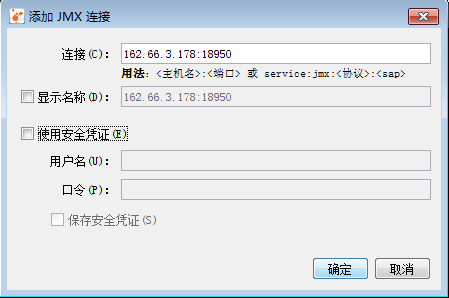 添加 JMX 连接
连接(C): 162.66.3.178:18950
用法: <主机名>:<端口> 或 service:jmx:<协议>:<sap>
显示名称(D): 162.66.3.178:18950
使用安全凭证(E)
用户名(U):
口令(P):
保存安全凭证(S)
确定 取消